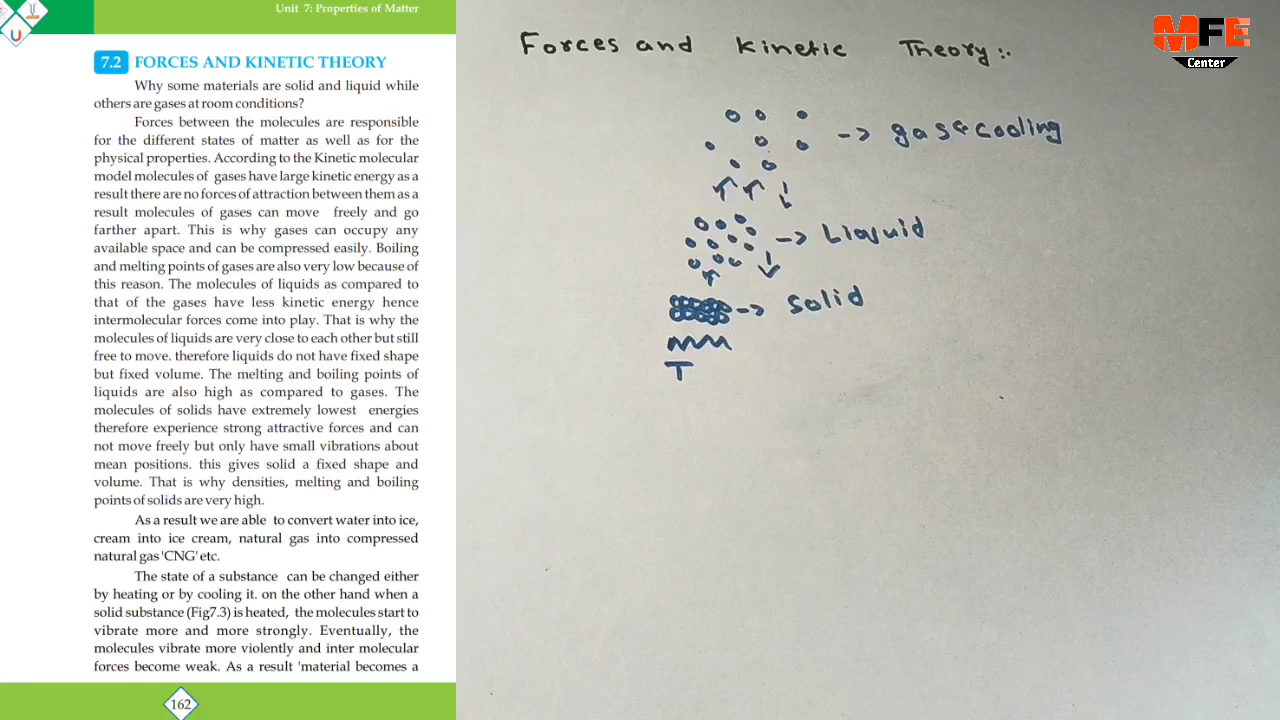 Unit 7: Properties of Matter
U
7.2 FORCES AND KINETIC THEORY
Why some materials are solid and liquid while
others are gases at room conditions?
Forces between the molecules are responsible
for the different states of matter as well as for the
physical properties. According to the Kinetic molecular
model molecules of gases have large kinetic energy as a
result there are no forces of attraction between them as a
result molecules of gases can move freely and go
farther apart. This is why gases can occupy any
available space and can be compressed easily. Boiling
and melting points of gases are also very low because of
this reason. The molecules of liquids as compared to
that of the gases have less kinetic energy hence
intermolecular forces come into play. That is why the
molecules of liquids are very close to each other but still
free to move. therefore liquids do not have fixed shape
but fixed volume. The melting and boiling points of
liquids are also high as compared to gases. The
molecules of solids have extremely lowest energies
therefore experience strong attractive forces and can
not move freely but only have small vibrations about
mean positions. this gives solid a fixed shape and
volume. That is why densities, melting and boiling
points of solids are very high.
As a result we are able to convert water into ice,
cream into ice cream, natural gas into compressed
natural gas 'CNG' etc.
The state of a substance can be changed either
by heating or by cooling it. on the other hand when a
solid substance (Fig7.3) is heated, the molecules start to
vibrate more and more strongly. Eventually, the
molecules vibrate more violently and inter molecular
forces become weak. As a result 'material becomes a
162
Forces and kinetic Theory:.
gas & cooling
Liquid
Solid
T
MFE
Center